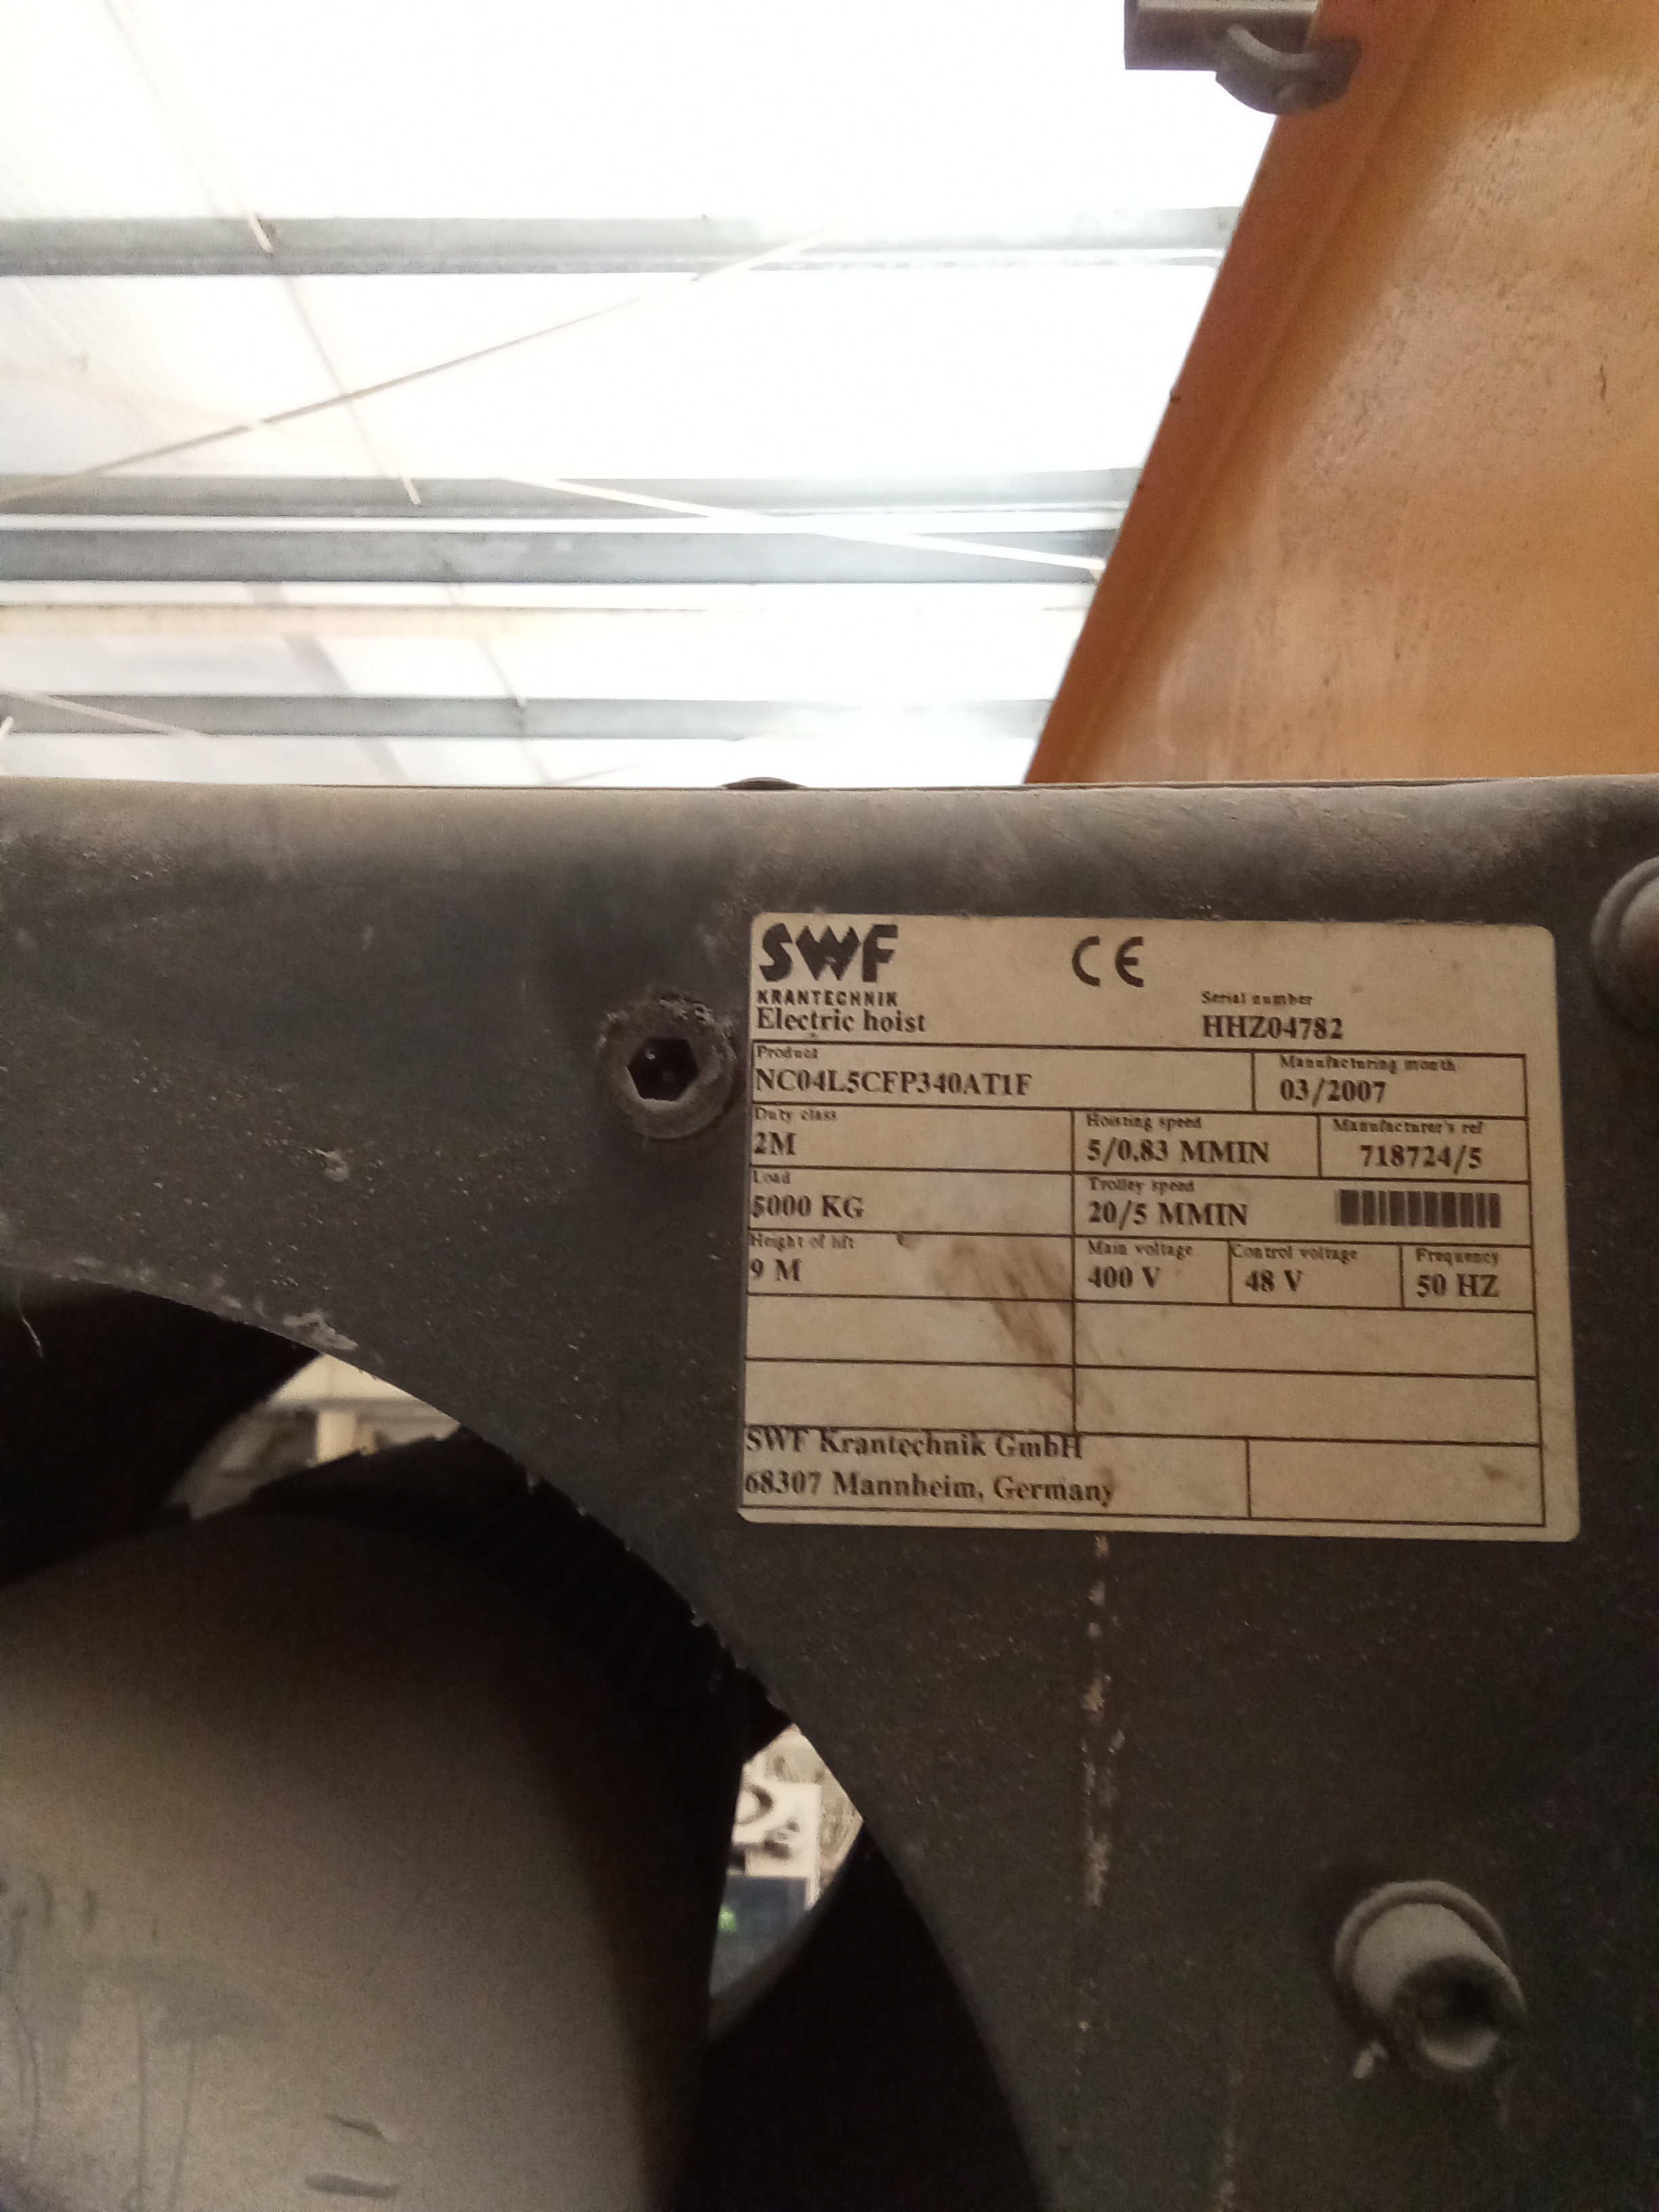 SWF
KRANTECHNIK
Electric hoist
CE
Serial number
HHZ04782
Product
NC04L5CFP340AT1F
Manufacturing month
03/2007
Duty class
2M
Hoisting speed
5/0,83 MMIN
Manufacturer's ref
718724/5
Load
5000 KG
Trolley speed
20/5 MMIN
Height of lift
9 M
Main voltage
400 V
Control voltage
48 V
Frequency
50 HZ
SWF Krantechnik GmbH
68307 Mannheim, Germany